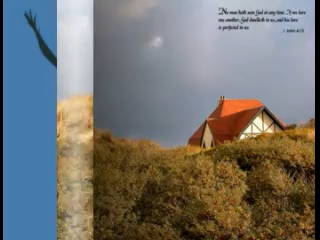 No man hath seen God at any time. If we love
one another, God dwelleth in us, and his love
is perfected in us.
1 JOHN 4:12